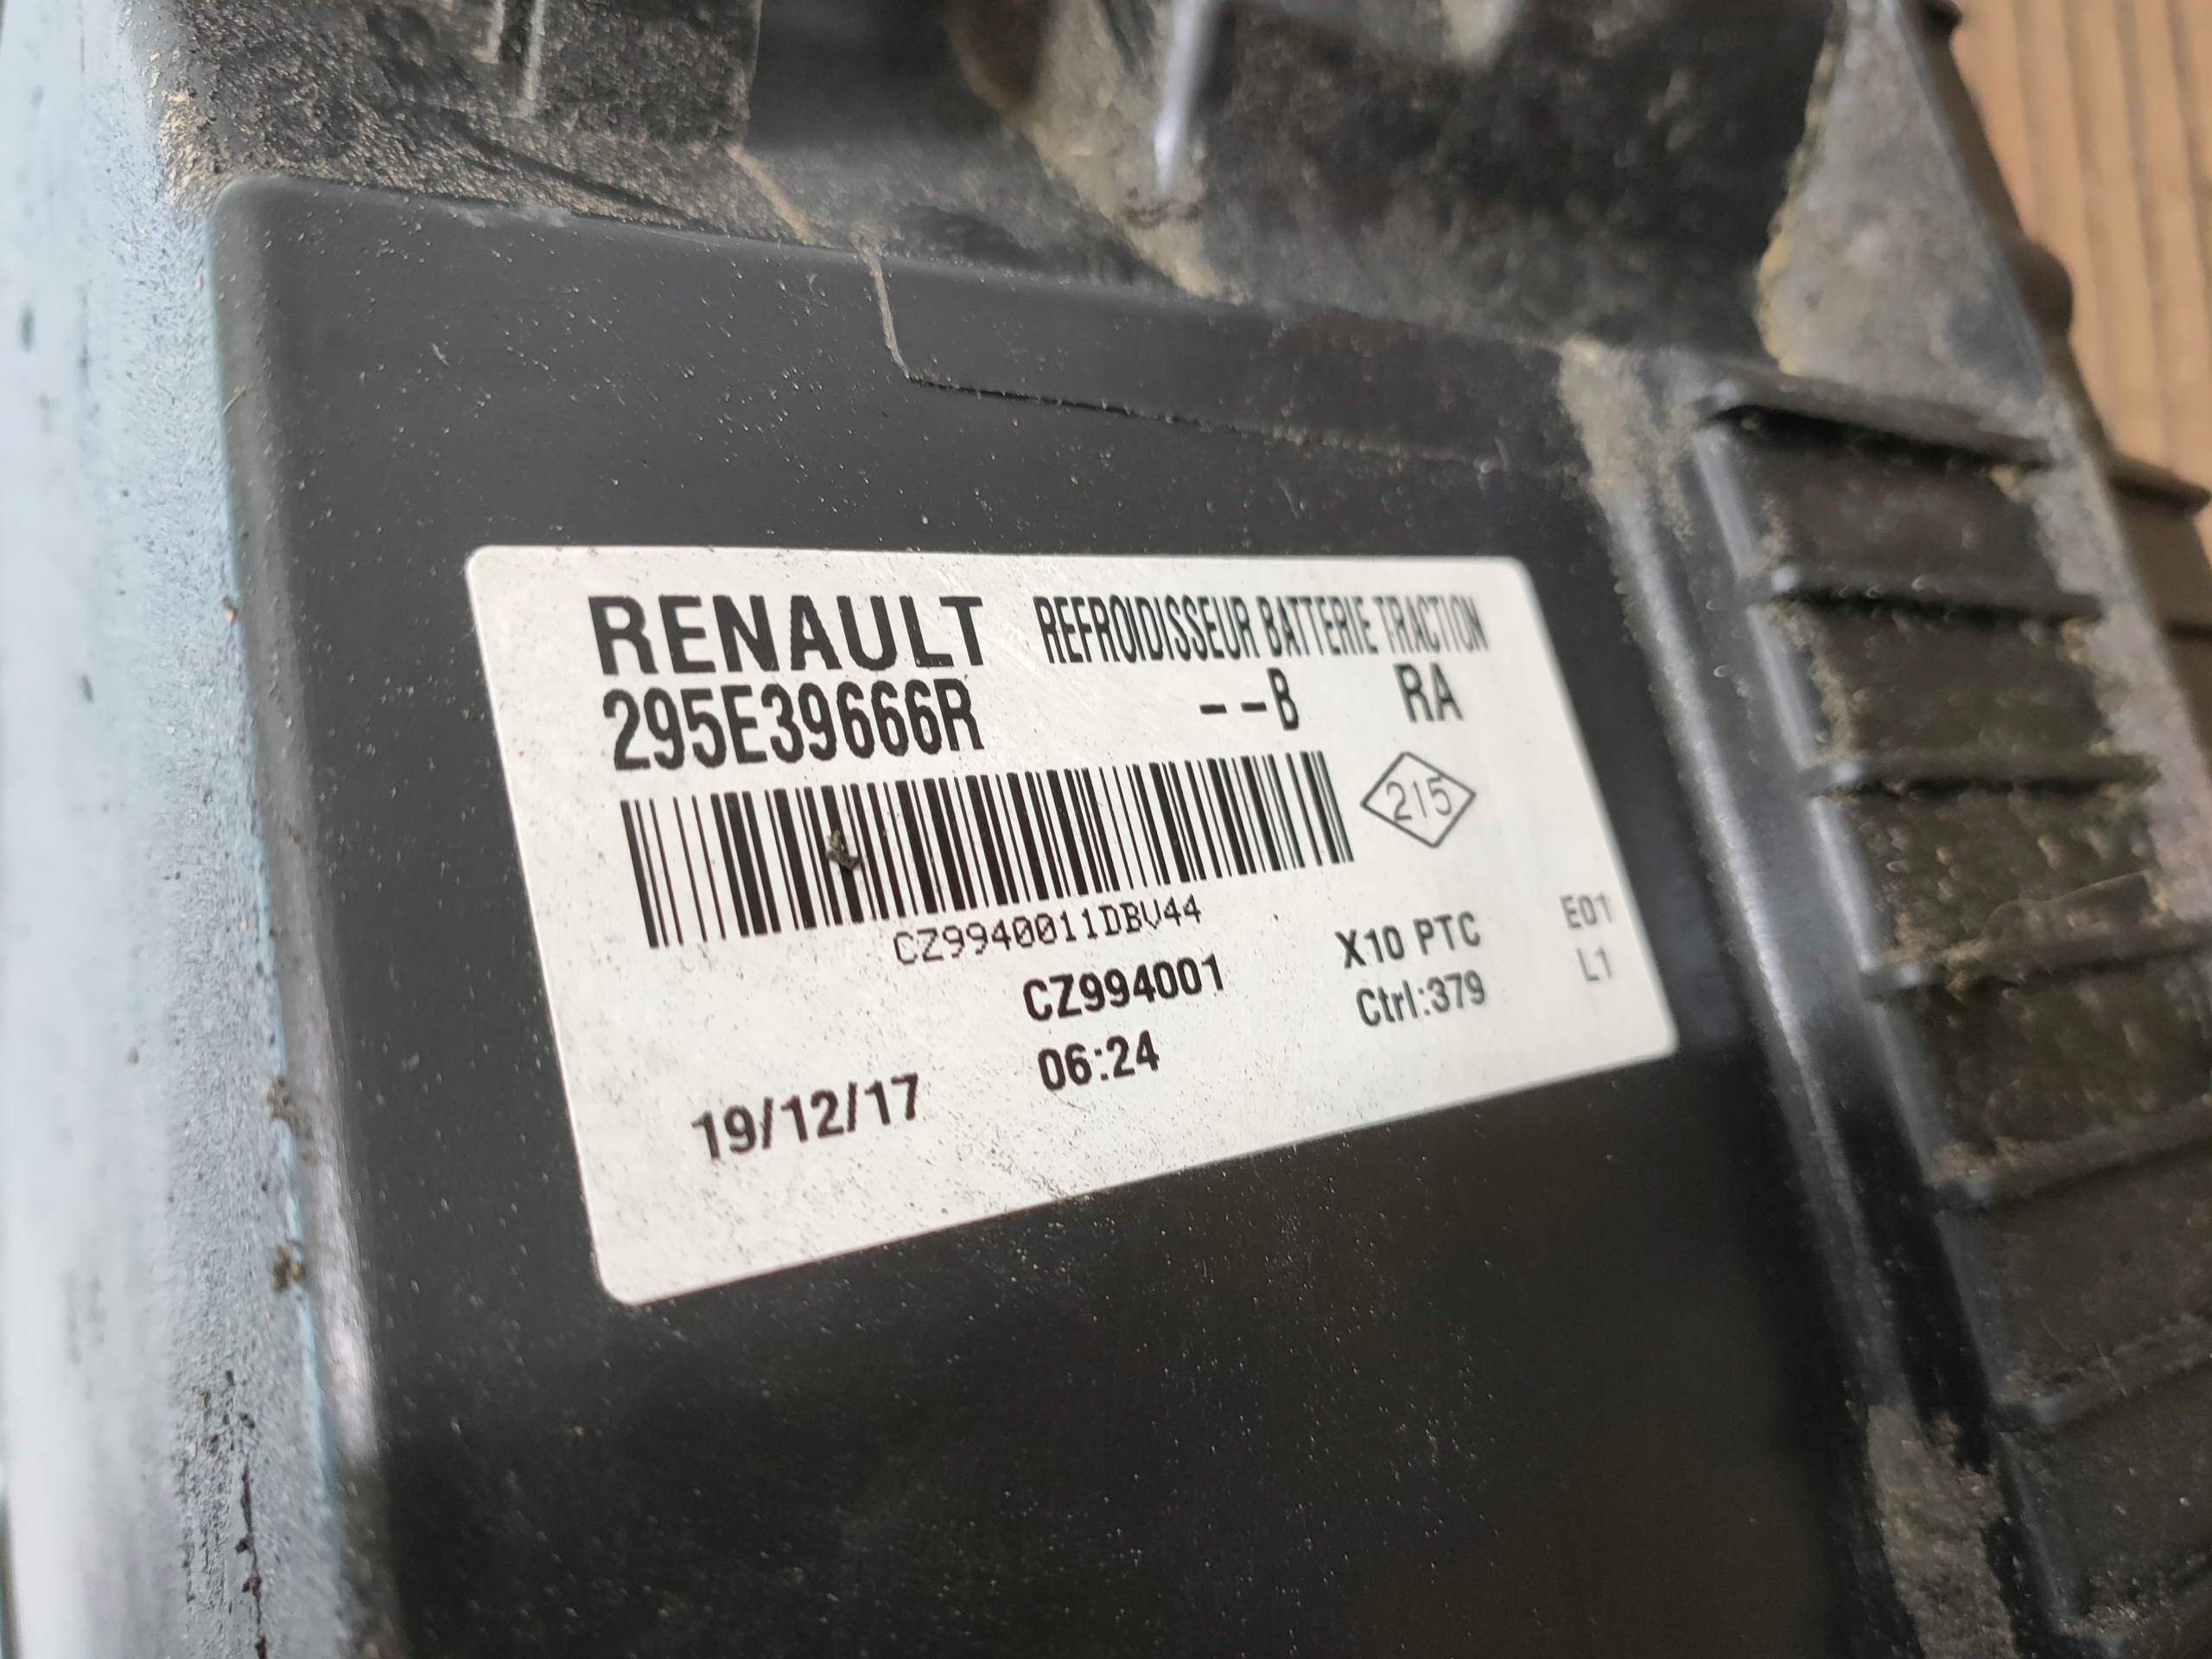 RENAULT REFROIDISSEUR BATTERIE TRACTION
295E39666R --B RA
215
CZ9940011DBV44
CZ994001 X10 PTC E01
19/12/17 06:24 Ctrl:379 L1